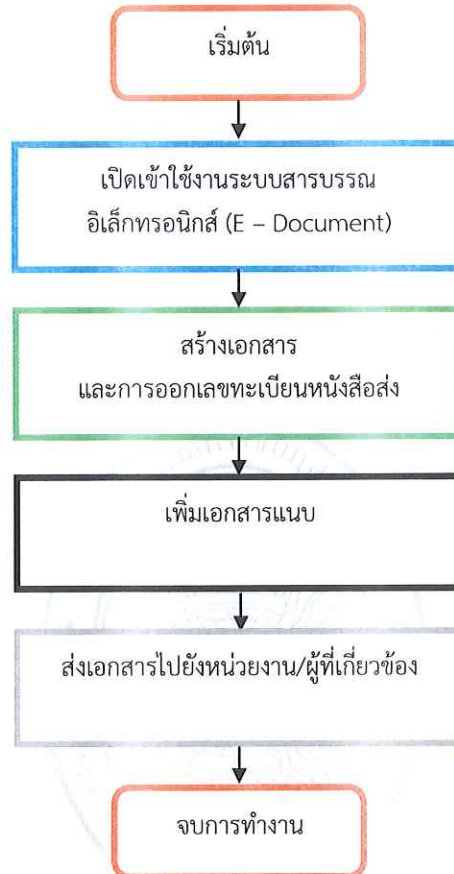 เริ่มต้น
เปิดเข้าใช้งานระบบสารบรรณ
อิเล็กทรอนิกส์ (E – Document)
สร้างเอกสาร
และการออกเลขทะเบียนหนังสือส่ง
เพิ่มเอกสารแนบ
ส่งเอกสารไปยังหน่วยงาน/ผู้ที่เกี่ยวข้อง
จบการทำงาน